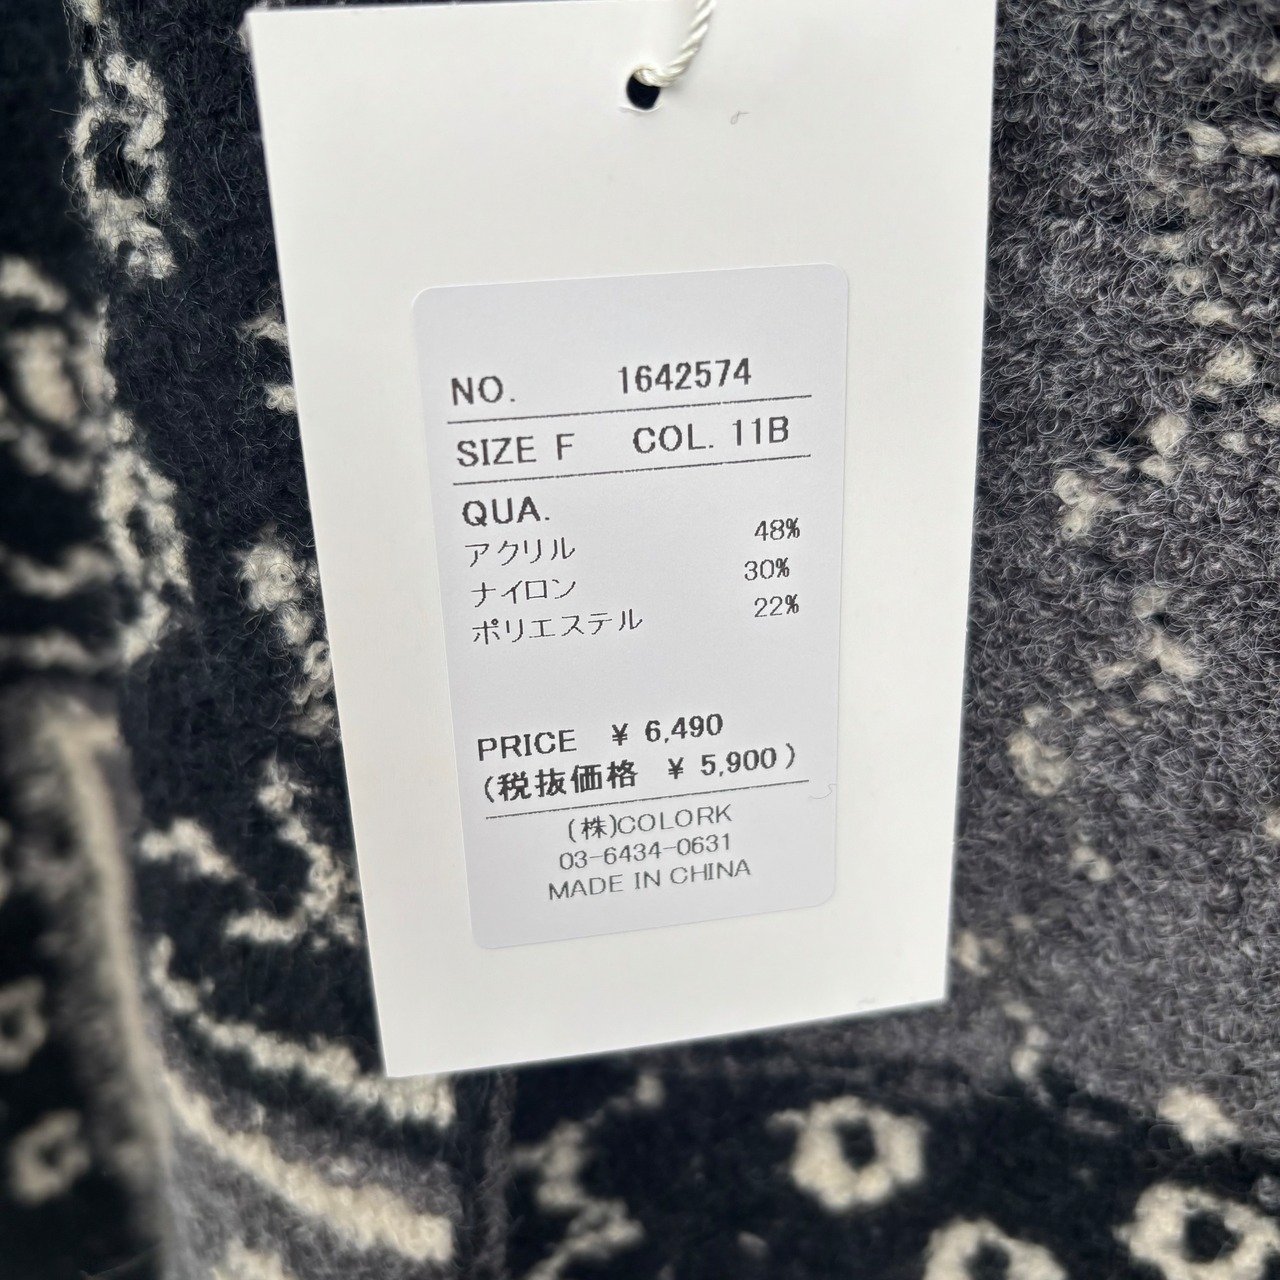 NO. 1642574
SIZE F COL. 11B
QUA.
アクリル 48%
ナイロン 30%
ポリエステル 22%
PRICE ¥ 6,490
(税抜価格 ¥ 5,900)
(株)COLORK
03-6434-0631
MADE IN CHINA